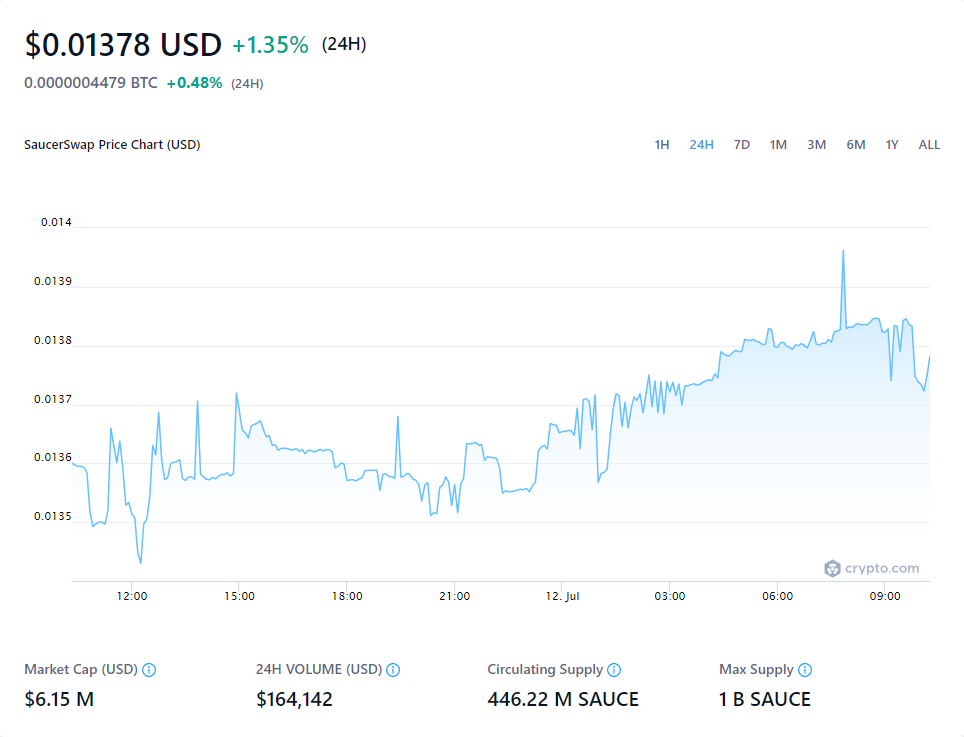 $0.01378 USD +1.35% (24H)
0.0000004479 BTC +0.48% (24H)
SaucerSwap Price Chart (USD) 1H 24H 7D 1M 3M 6M 1Y ALL
0.014
0.0139
0.0138
0.0137
0.0136
0.0135
crypto.com
12:00 15:00 18:00 21:00 12. Jul 03:00 06:00 09:00
Market Cap (USD) 24H VOLUME (USD) Circulating Supply Max Supply
$6.15 M $164,142 446.22 M SAUCE 1 B SAUCE